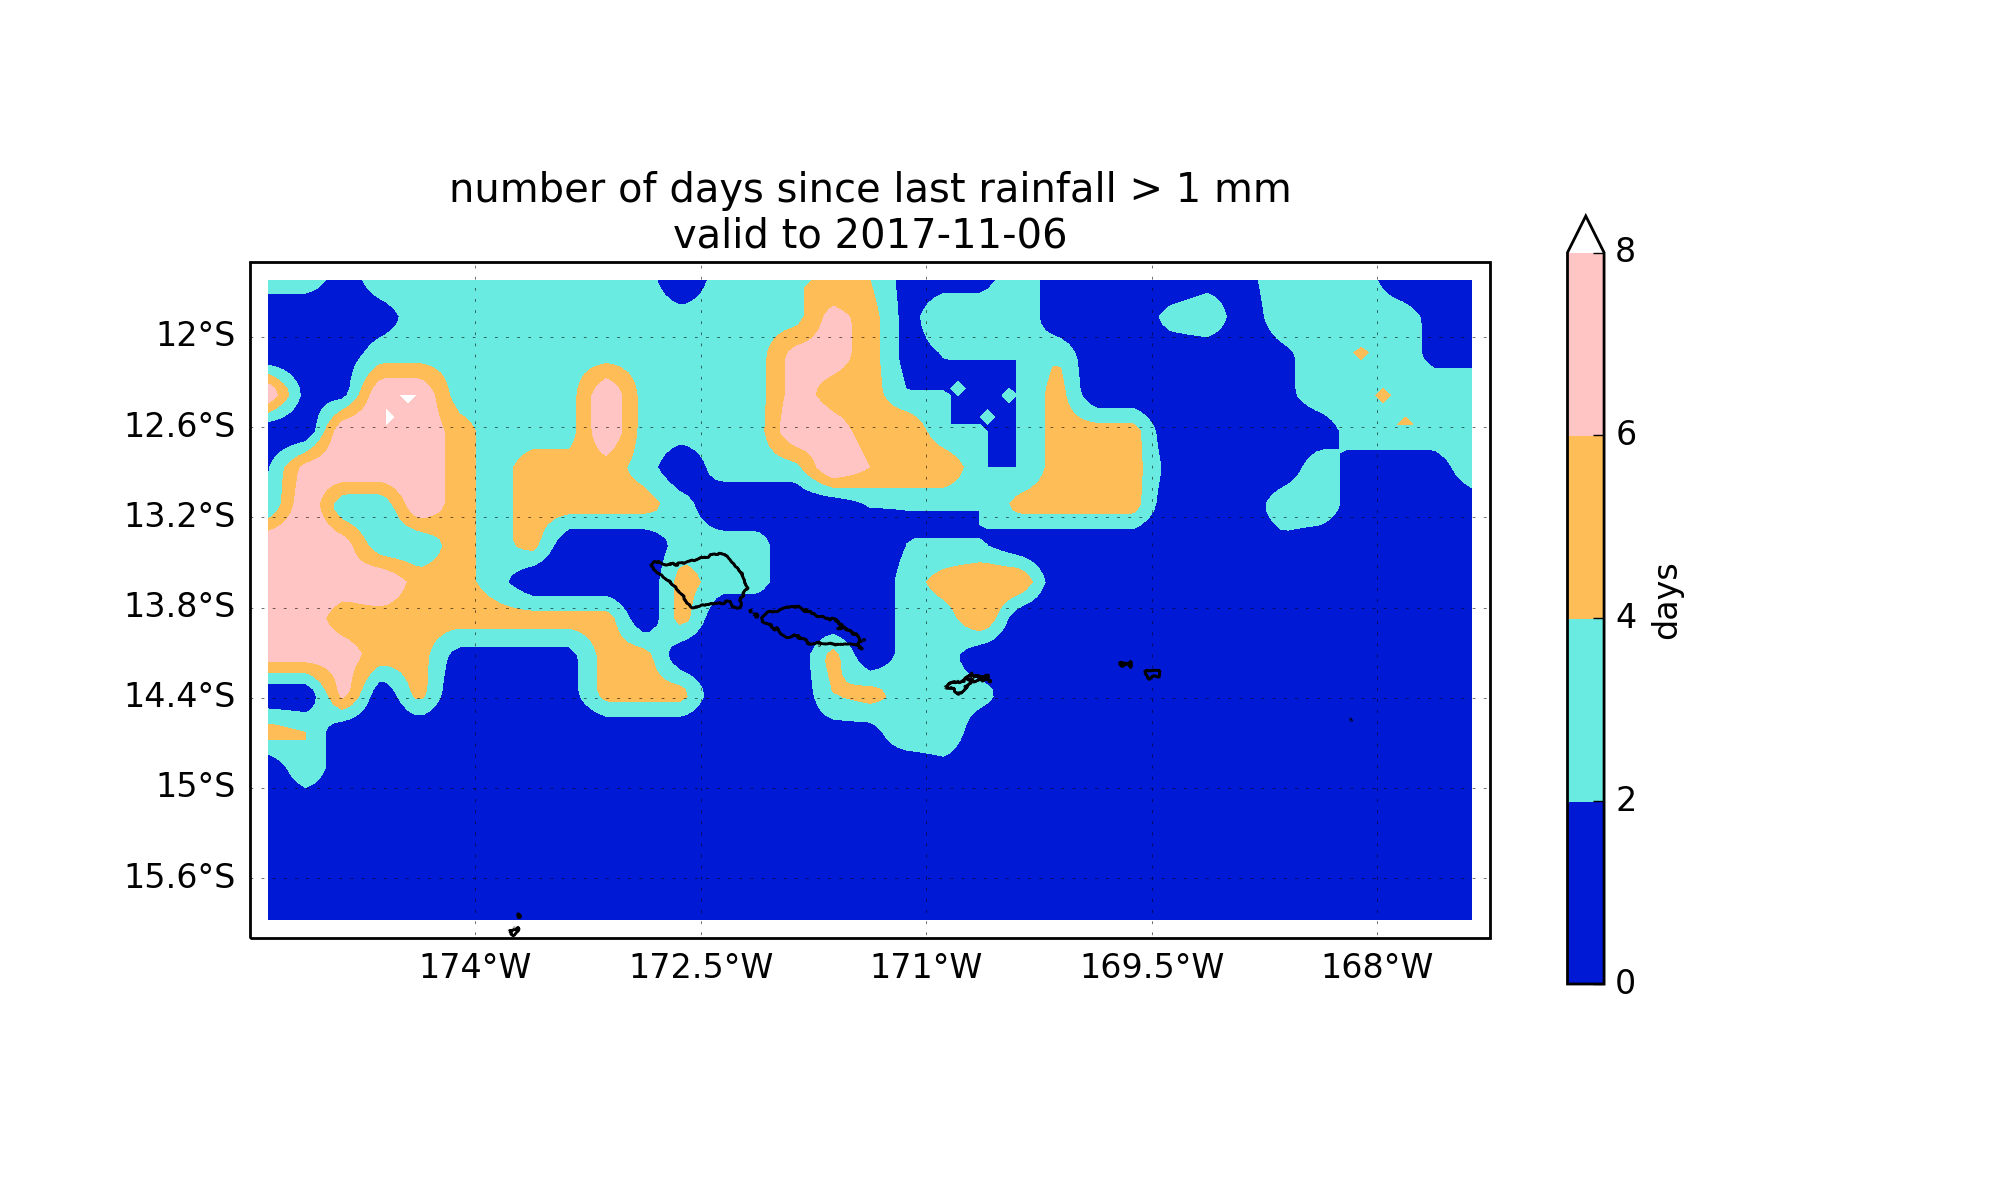 number of days since last rainfall > 1 mm
valid to 2017-11-06
12°S
12.6°S
13.2°S
13.8°S
14.4°S
15°S
15.6°S
174°W
172.5°W
171°W
169.5°W
168°W
8
6
4
2
0
days